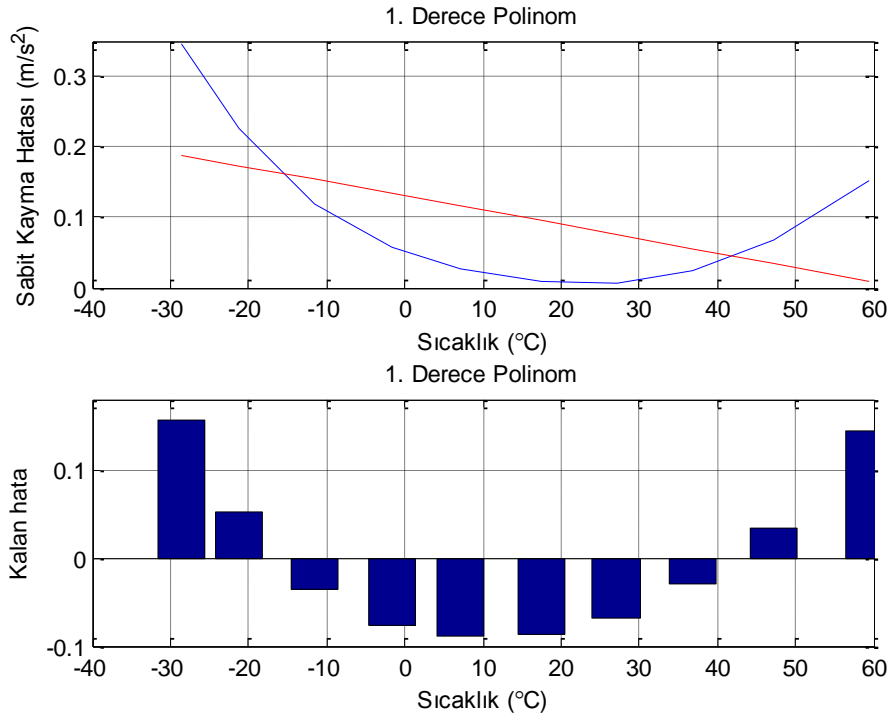 1. Derece Polinom
Sabit Kayma Hatası (m/s²)
0.3
0.2
0.1
0
-40 -30 -20 -10 0 10 20 30 40 50 60
Sıcaklık (°C)
1. Derece Polinom
Kalan hata
0.1
0
-0.1
-40 -30 -20 -10 0 10 20 30 40 50 60
Sıcaklık (°C)